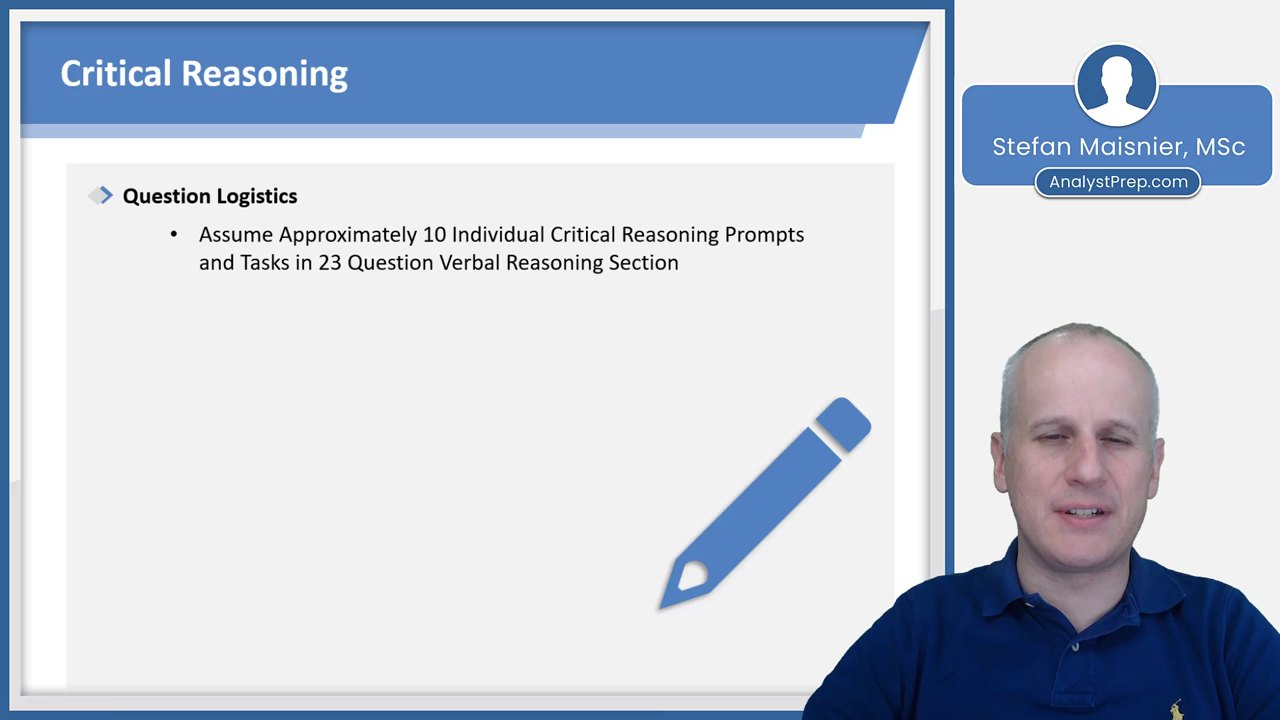 Critical Reasoning
Question Logistics
• Assume Approximately 10 Individual Critical Reasoning Prompts
and Tasks in 23 Question Verbal Reasoning Section
Stefan Maisnier, MSc
AnalystPrep.com